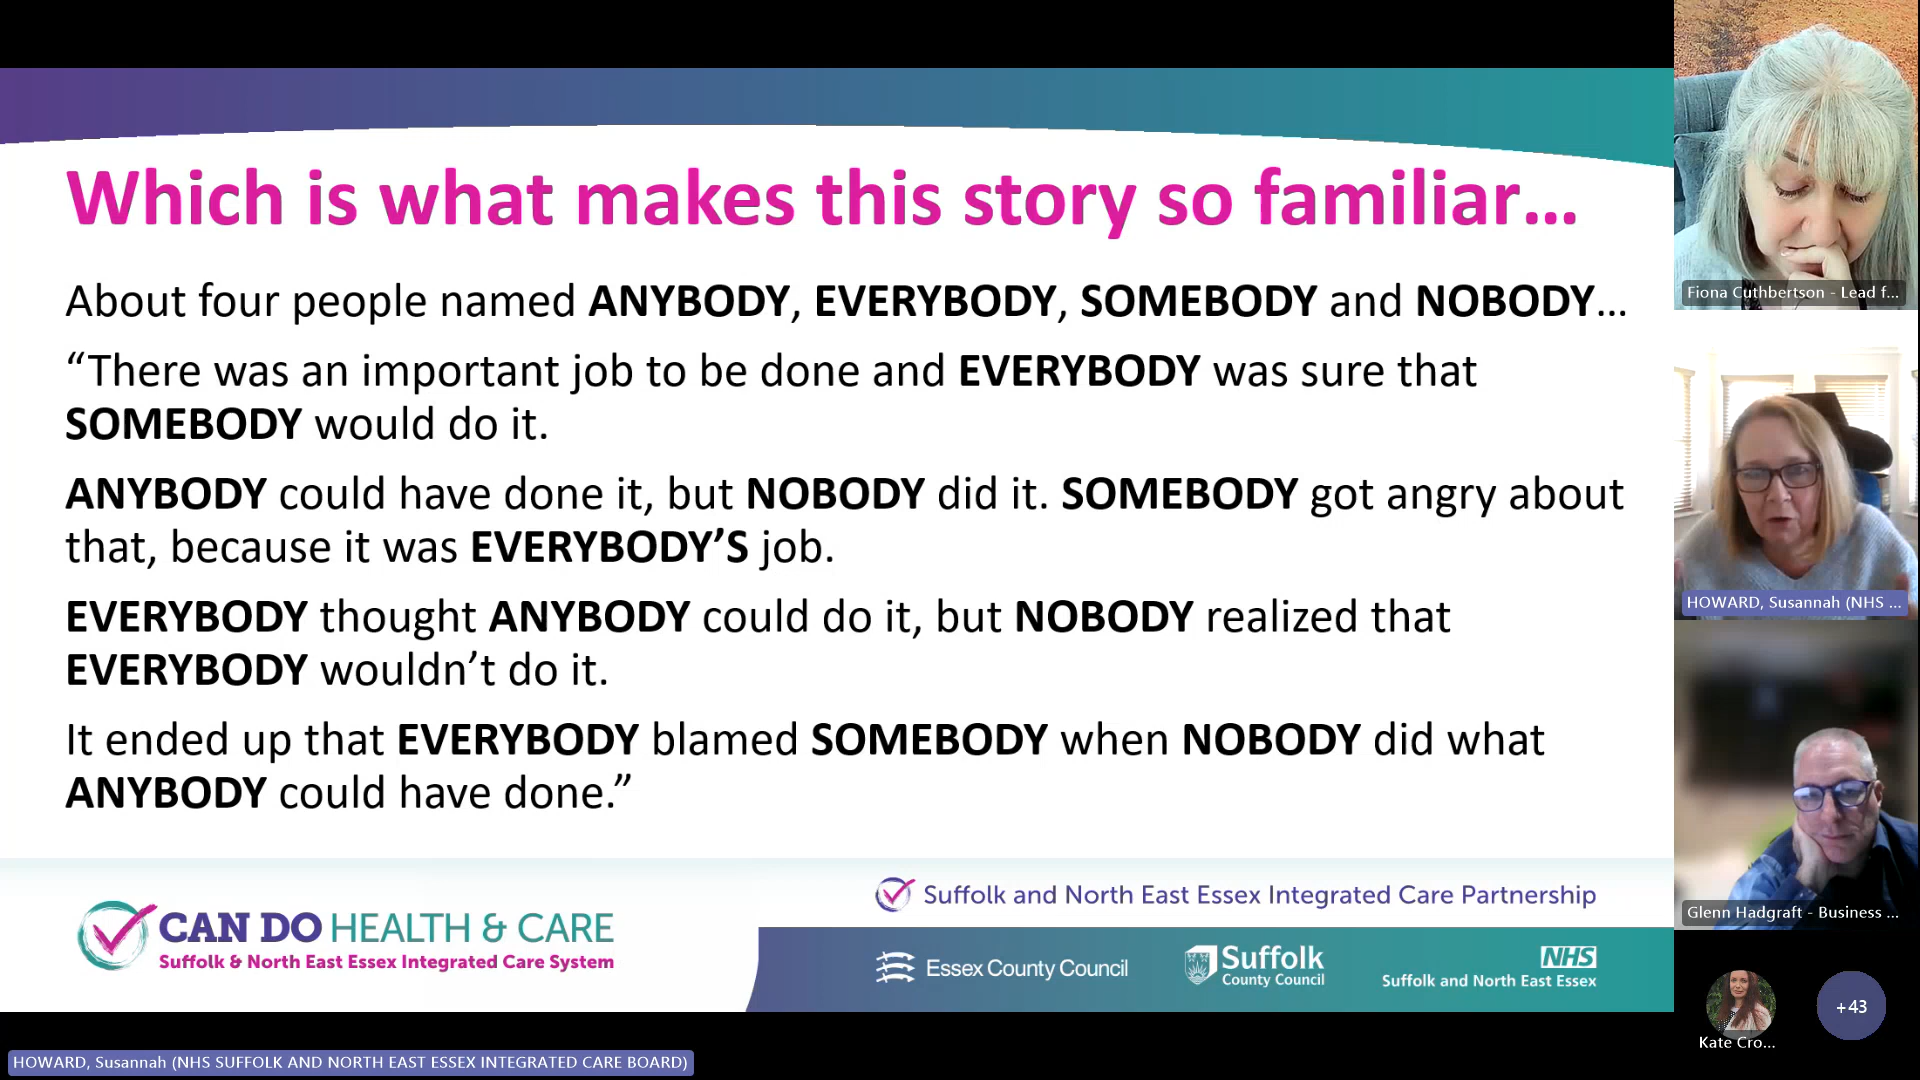 Which is what makes this story so familiar...
About four people named ANYBODY, EVERYBODY, SOMEBODY and NOBODY...
“There was an important job to be done and EVERYBODY was sure that
SOMEBODY would do it.
ANYBODY could have done it, but NOBODY did it. SOMEBODY got angry about
that, because it was EVERYBODY’S job.
EVERYBODY thought ANYBODY could do it, but NOBODY realized that
EVERYBODY wouldn’t do it.
It ended up that EVERYBODY blamed SOMEBODY when NOBODY did what
ANYBODY could have done.”
CAN DO HEALTH & CARE
Suffolk & North East Essex Integrated Care System
Suffolk and North East Essex Integrated Care Partnership
Essex County Council
Suffolk
County Council
NHS
Suffolk and North East Essex
HOWARD, Susannah (NHS SUFFOLK AND NORTH EAST ESSEX INTEGRATED CARE BOARD)
Fiona Cuthbertson - Lead f...
HOWARD, Susannah (NHS ...
Glenn Hadgraft - Business ...
Kate Cro...
+43